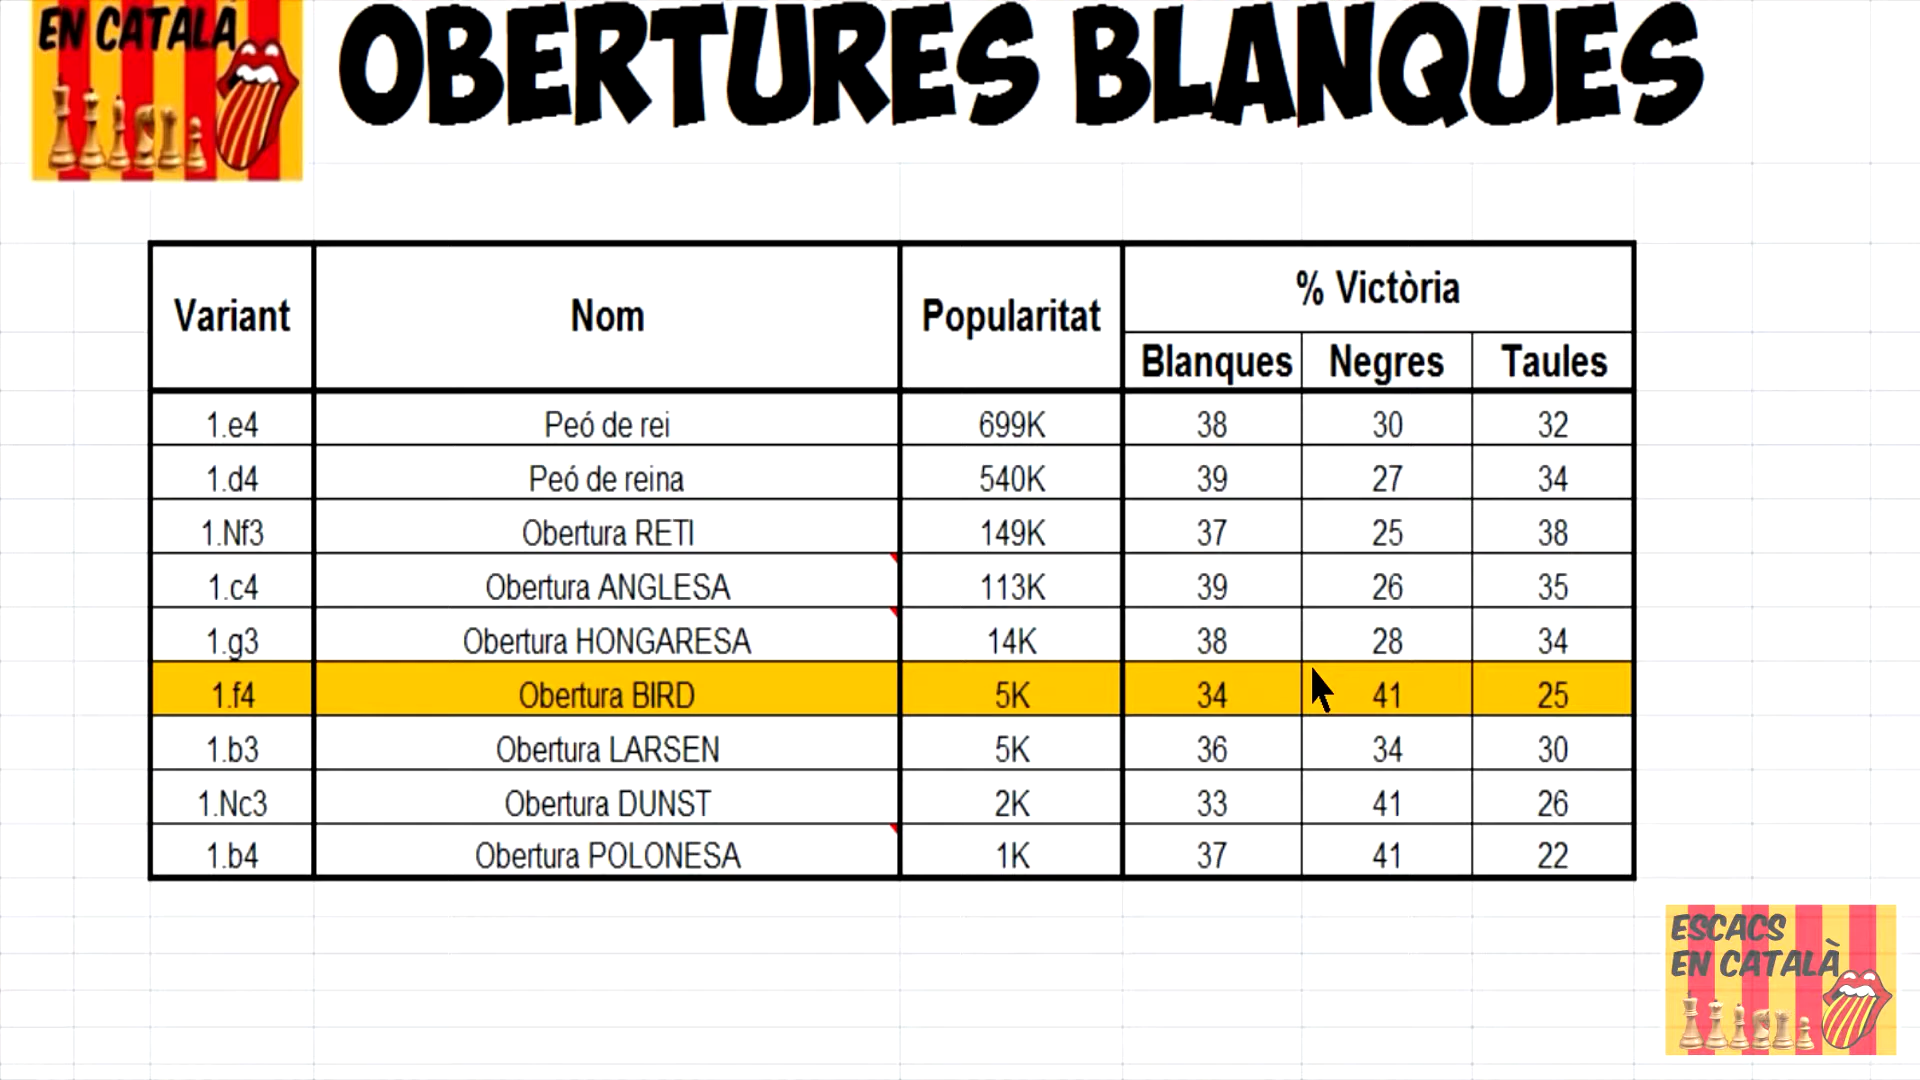 EN CATALÀ
OBERTURES BLANQUES
Variant Nom Popularitat % Victòria
Blanques Negres Taules
1.e4 Peó de rei 699K 38 30 32
1.d4 Peó de reina 540K 39 27 34
1.Nf3 Obertura RETI 149K 37 25 38
1.c4 Obertura ANGLESA 113K 39 26 35
1.g3 Obertura HONGARESA 14K 38 28 34
1.f4 Obertura BIRD 5K 34 41 25
1.b3 Obertura LARSEN 5K 36 34 30
1.Nc3 Obertura DUNST 2K 33 41 26
1.b4 Obertura POLONESA 1K 37 41 22
ESCACS
EN CATALÀ